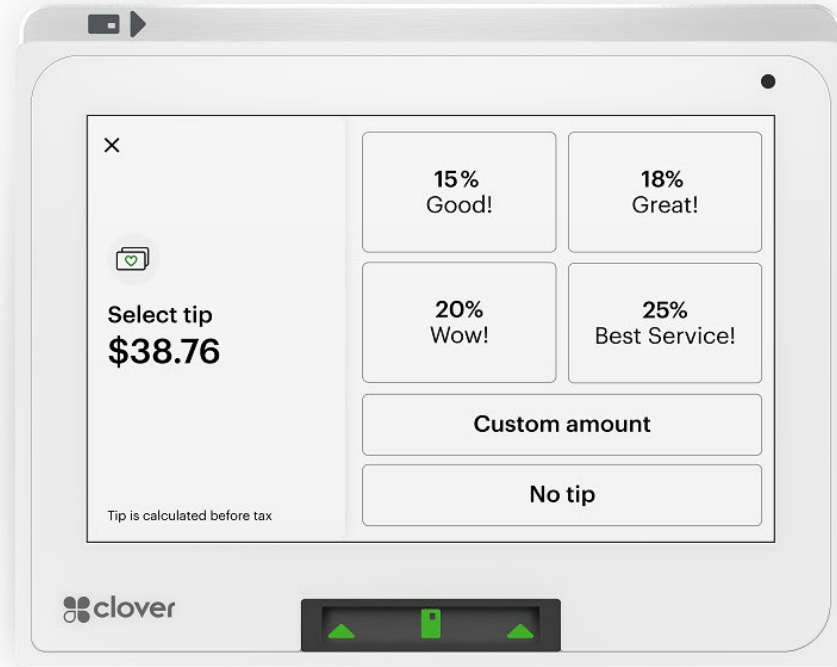 Select tip
$38.76
Tip is calculated before tax
15%
Good!
18%
Great!
20%
Wow!
25%
Best Service!
Custom amount
No tip
clover